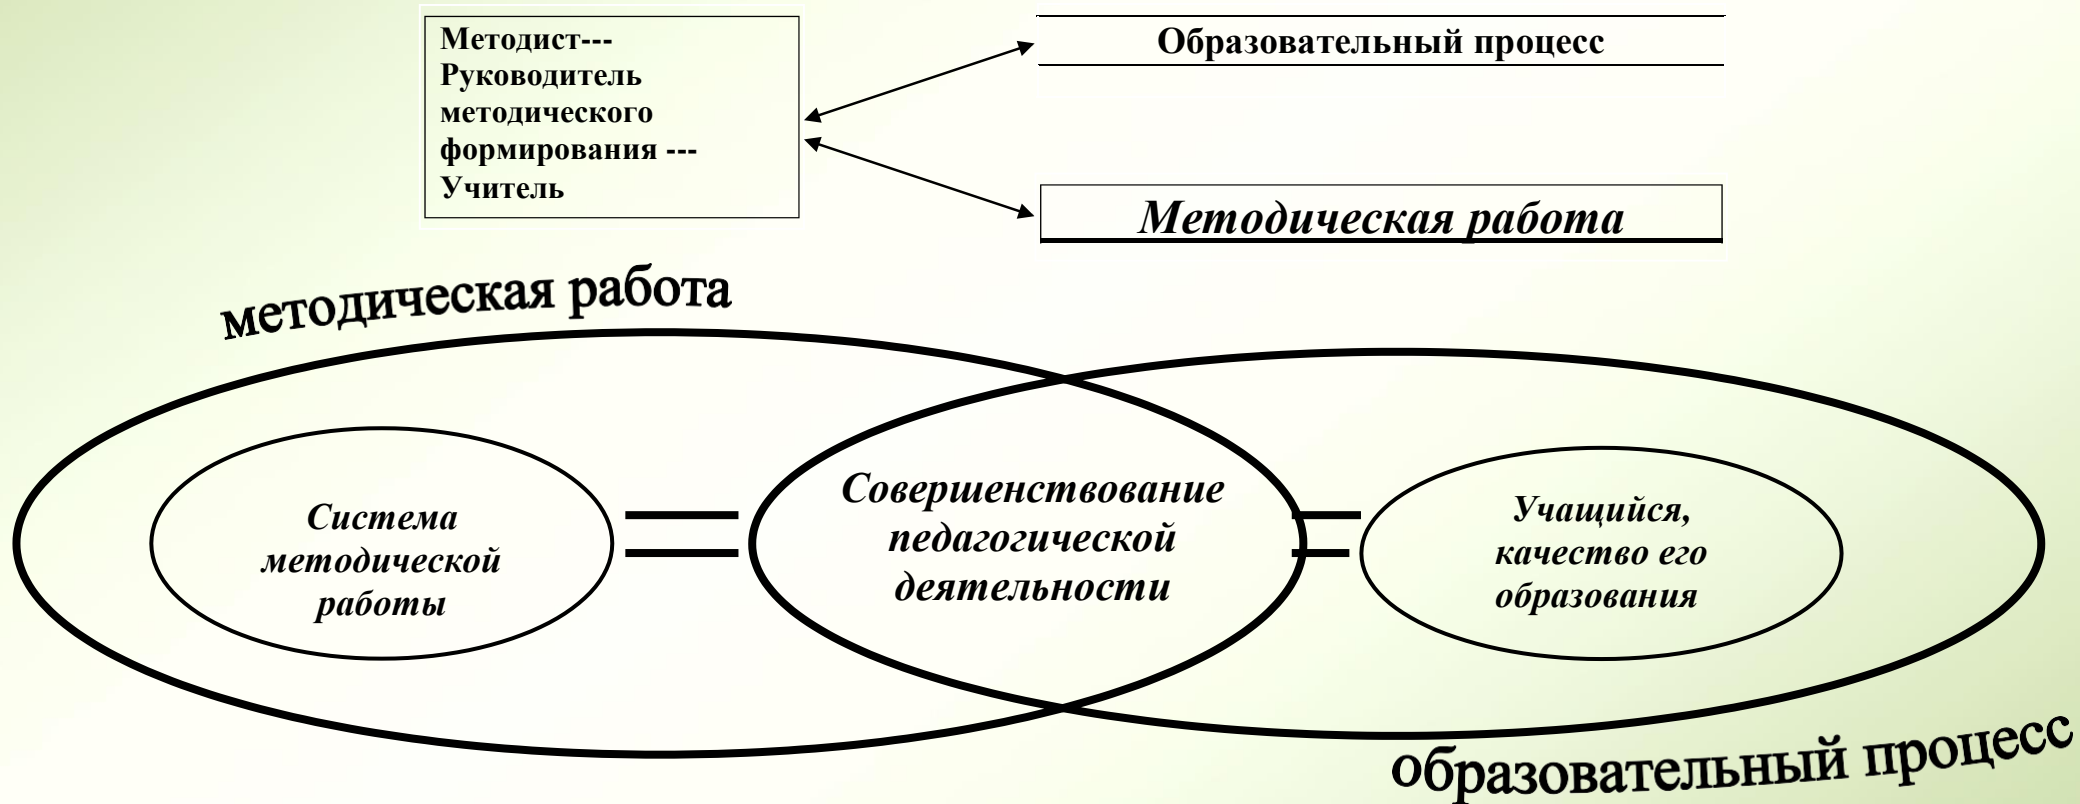 Методист---
Руководитель
методического
формирования ---
Учитель
Образовательный процесс
Методическая работа
методическая работа
Система
методической
работы
Совершенствование
педагогической
деятельности
Учащийся,
качество его
образования
образовательный процесс